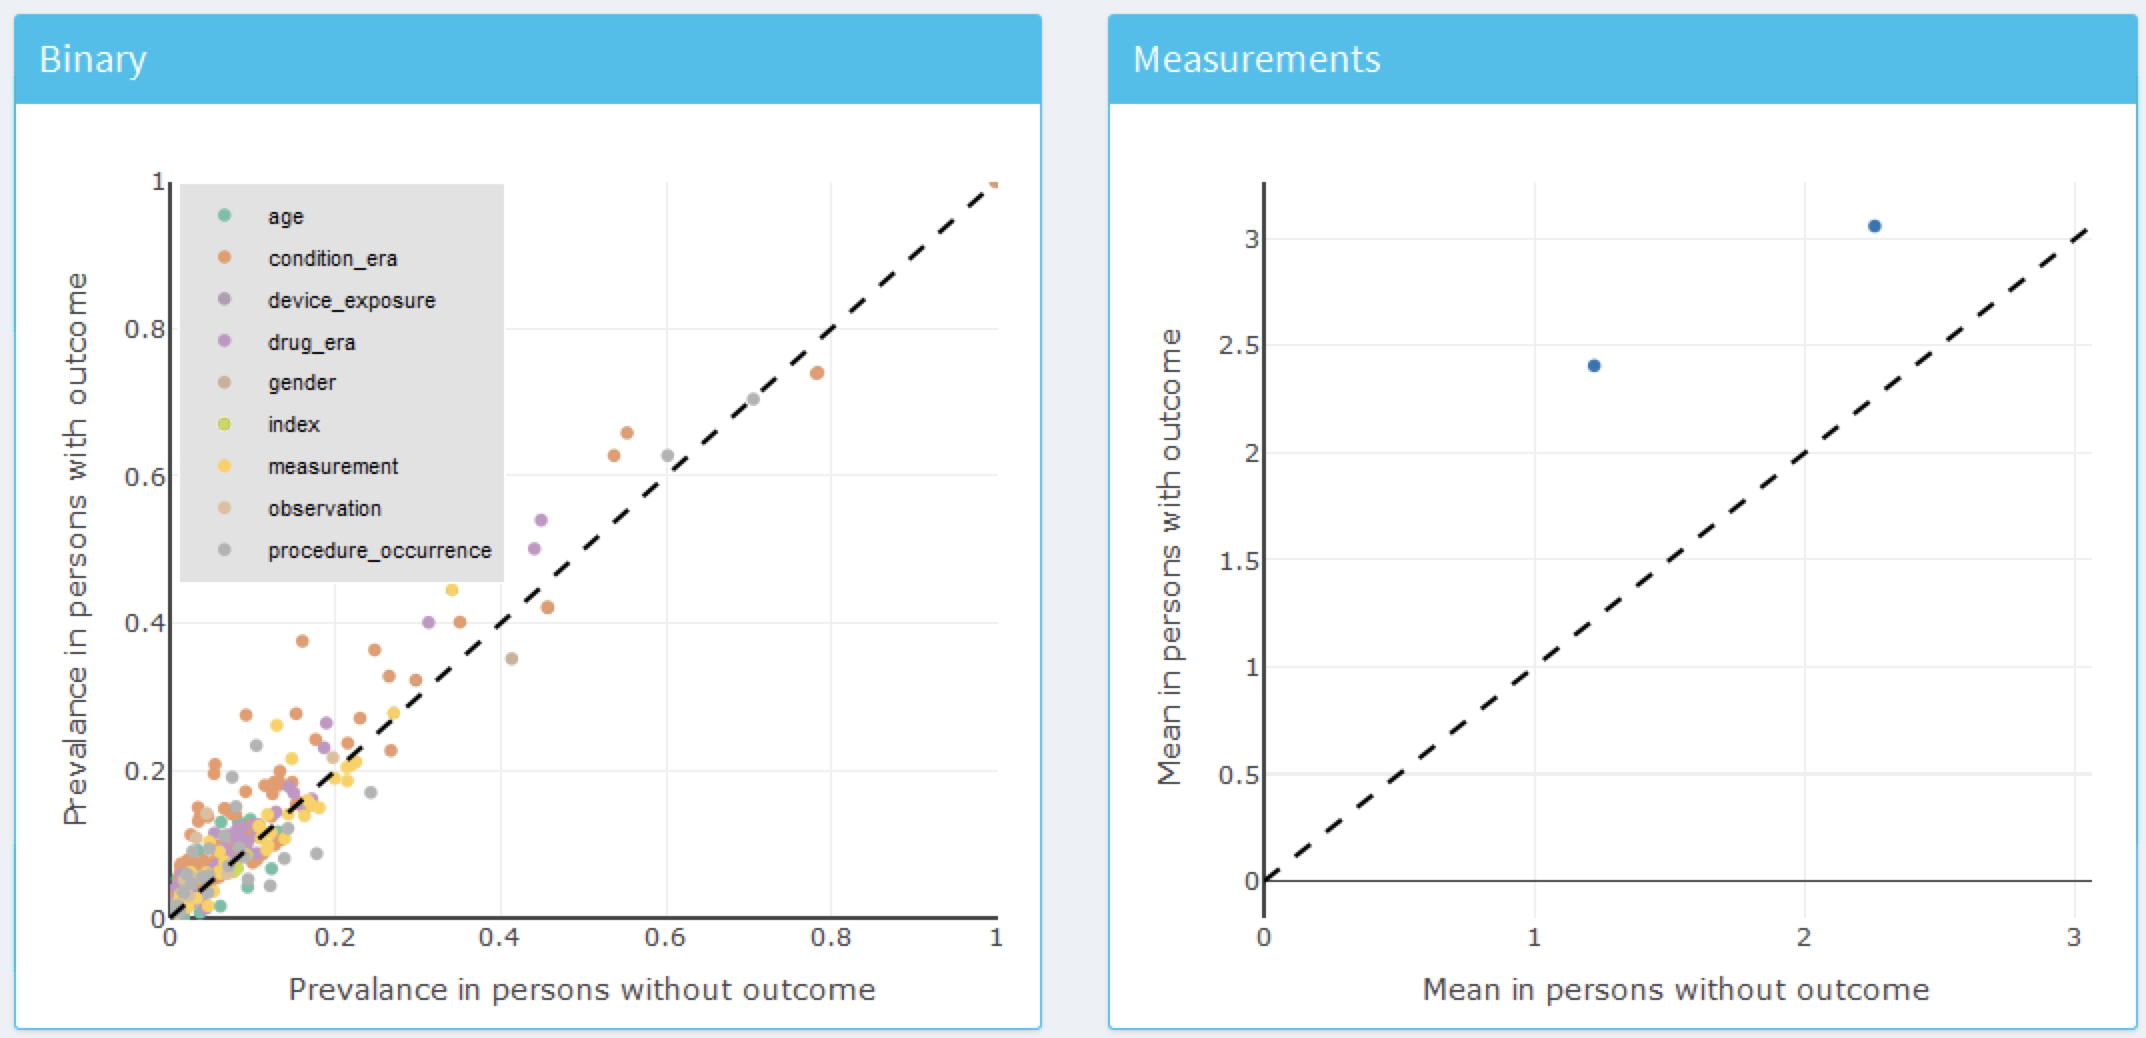 Binary
1
0.8
0.6
0.4
0.2
0
0
0.2
0.4
0.6
0.8
1
Prevalance in persons with outcome
Prevalance in persons without outcome
age
condition_era
device_exposure
drug_era
gender
index
measurement
observation
procedure_occurrence
Measurements
3
2.5
2
1.5
1
0.5
0
0
1
2
3
Mean in persons with outcome
Mean in persons without outcome